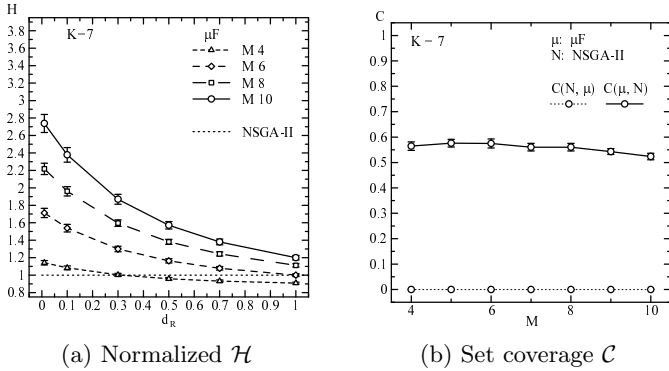 H
3.8
3.6
3.4
3.2
3
2.8
2.6
2.4
2.2
2
1.8
1.6
1.4
1.2
1
0.8
K-7
μF
M 4
M 6
M 8
M 10
NSGA-II
0 0.1 0.2 0.3 0.4 0.5 0.6 0.7 0.8 0.9 1
d_R
(a) Normalized ℋ
C
1
0.9
0.8
0.7
0.6
0.5
0.4
0.3
0.2
0.1
0
K - 7
μ: μF
N: NSGA-II
C(N, μ) C(μ, N)
4 6 8 10
M
(b) Set coverage 𝒞